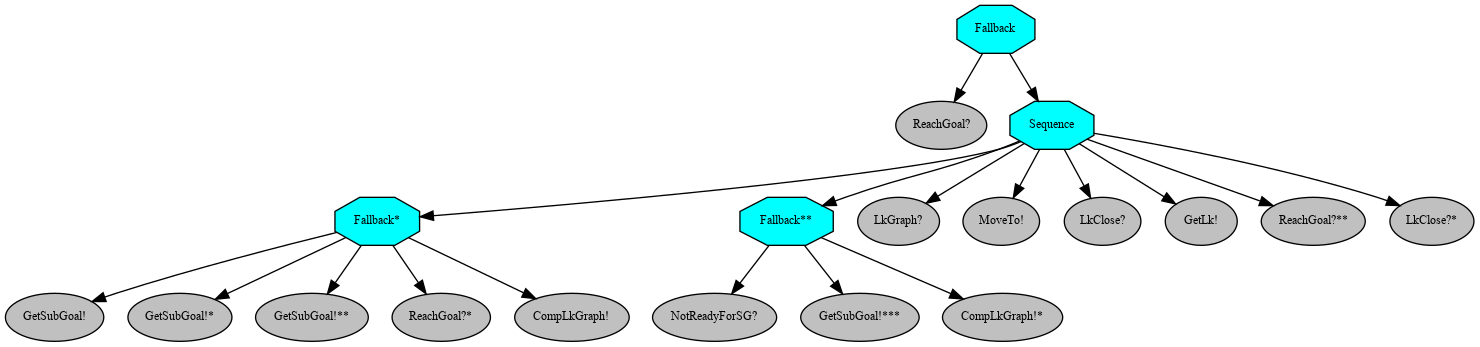 Fallback
ReachGoal?
Sequence
Fallback*
Fallback**
LkGraph?
MoveTo!
LkClose?
GetLk!
ReachGoal?**
LkClose?*
GetSubGoal!
GetSubGoal!*
GetSubGoal!**
ReachGoal?*
CompLkGraph!
NotReadyForSG?
GetSubGoal!***
CompLkGraph!*